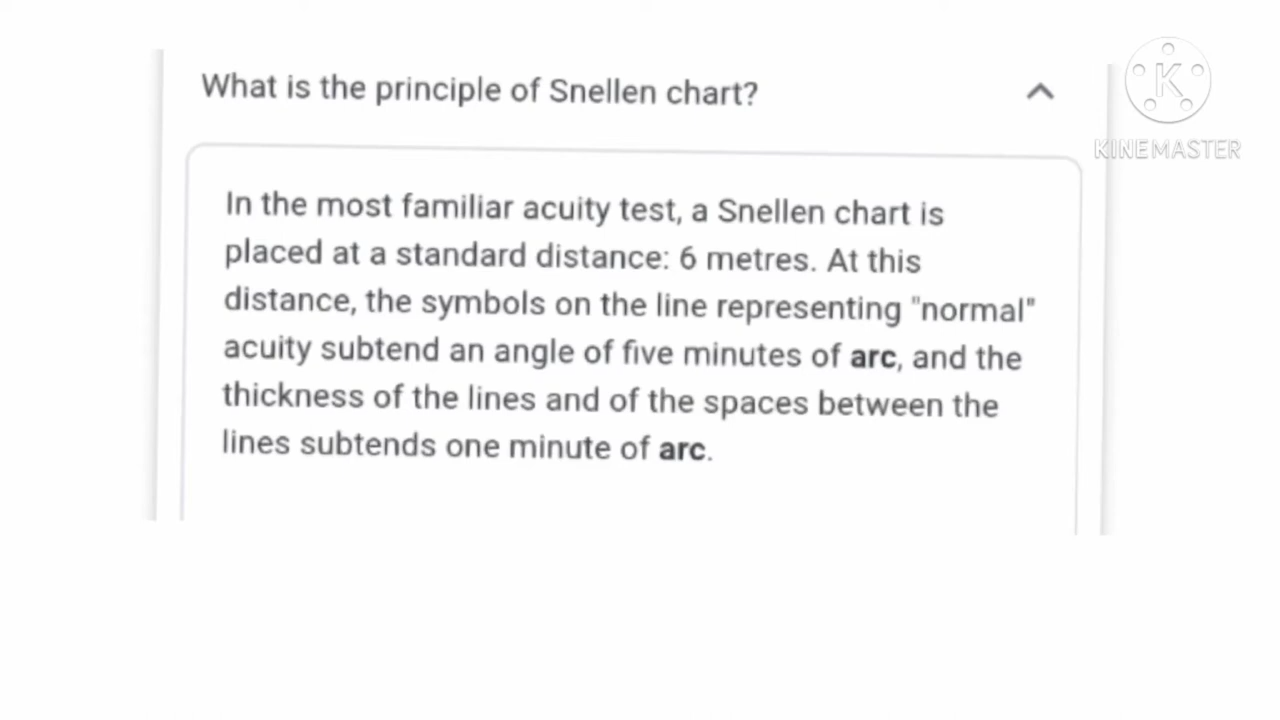 What is the principle of Snellen chart?
KINEMASTER
In the most familiar acuity test, a Snellen chart is
placed at a standard distance: 6 metres. At this
distance, the symbols on the line representing "normal"
acuity subtend an angle of five minutes of arc, and the
thickness of the lines and of the spaces between the
lines subtends one minute of arc.